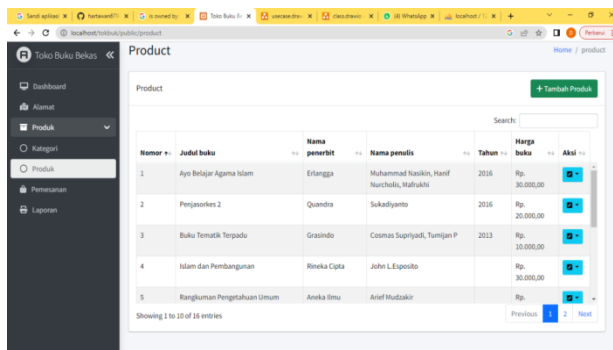 Sendi aplikasi
hartawanIT
is owned by
Toko Buku Be
usecase.dra
class.drawio
WhatsApp
localhost / 12
localhost/tokbuk/public/product
Perbarui
Toko Buku Bekas
Product
Home / product
Dashboard
Alamat
Produk
Kategori
Produk
Pemesanan
Laporan
Product
Tambah Produk
Search:
Nomor Judul buku Nama penerbit Nama penulis Tahun Harga buku Aksi
1 Ayo Belajar Agama Islam Erlangga Muhammad Nasikin, Hanif Nurcholis, Mafrukhi 2016 Rp. 30.000,00
2 Penjasorkes 2 Quandra Sukadiyanto 2016 Rp. 20.000,00
3 Buku Tematik Terpadu Grasindo Cosmas Supriyadi, Tumijan P 2013 Rp. 10.000,00
4 Islam dan Pembangunan Rineka Cipta John L.Esposito Rp. 30.000,00
5 Rangkuman Pengetahuan Umum Aneka Ilmu Arief Mudzakir Rp.
Showing 1 to 10 of 16 entries
Previous 1 2 Next